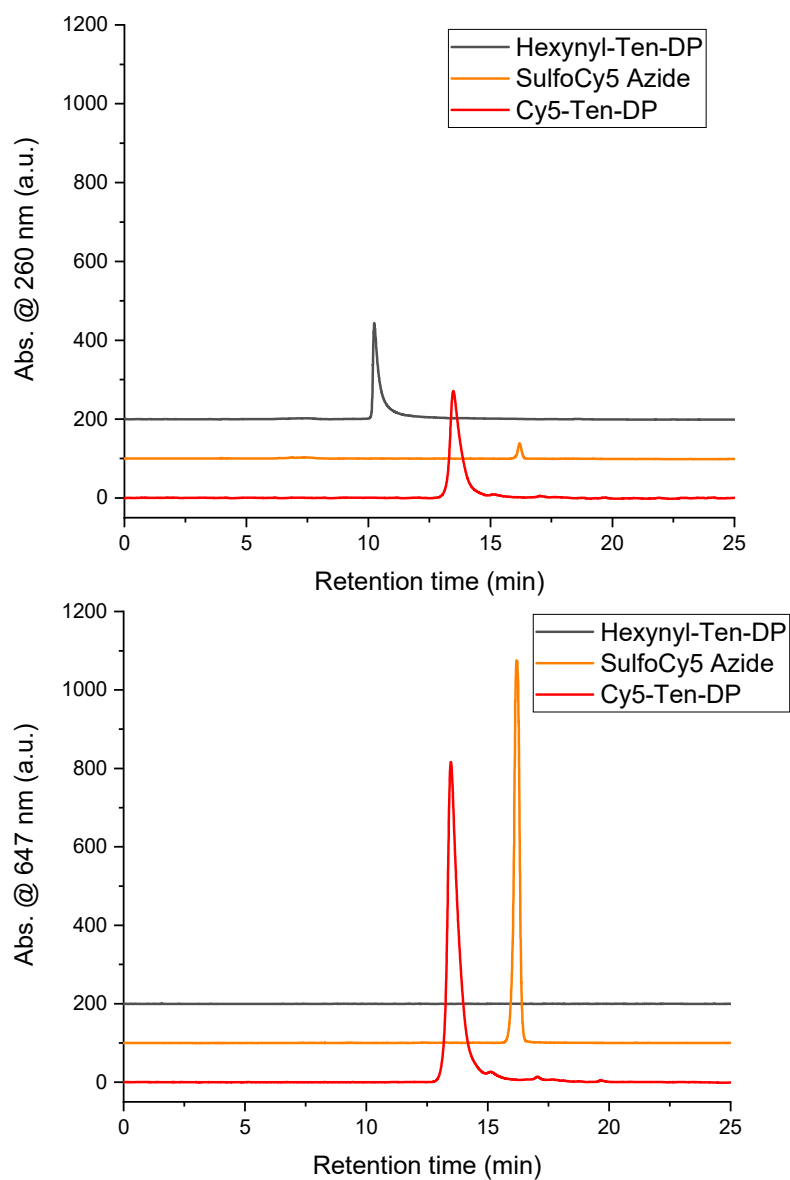 1200
1000
800
600
400
200
0
Abs. @ 260 nm (a.u.)
Hexynyl-Ten-DP
SulfoCy5 Azide
Cy5-Ten-DP
0 5 10 15 20 25
Retention time (min)
1200
1000
800
600
400
200
0
Abs. @ 647 nm (a.u.)
Hexynyl-Ten-DP
SulfoCy5 Azide
Cy5-Ten-DP
0 5 10 15 20 25
Retention time (min)